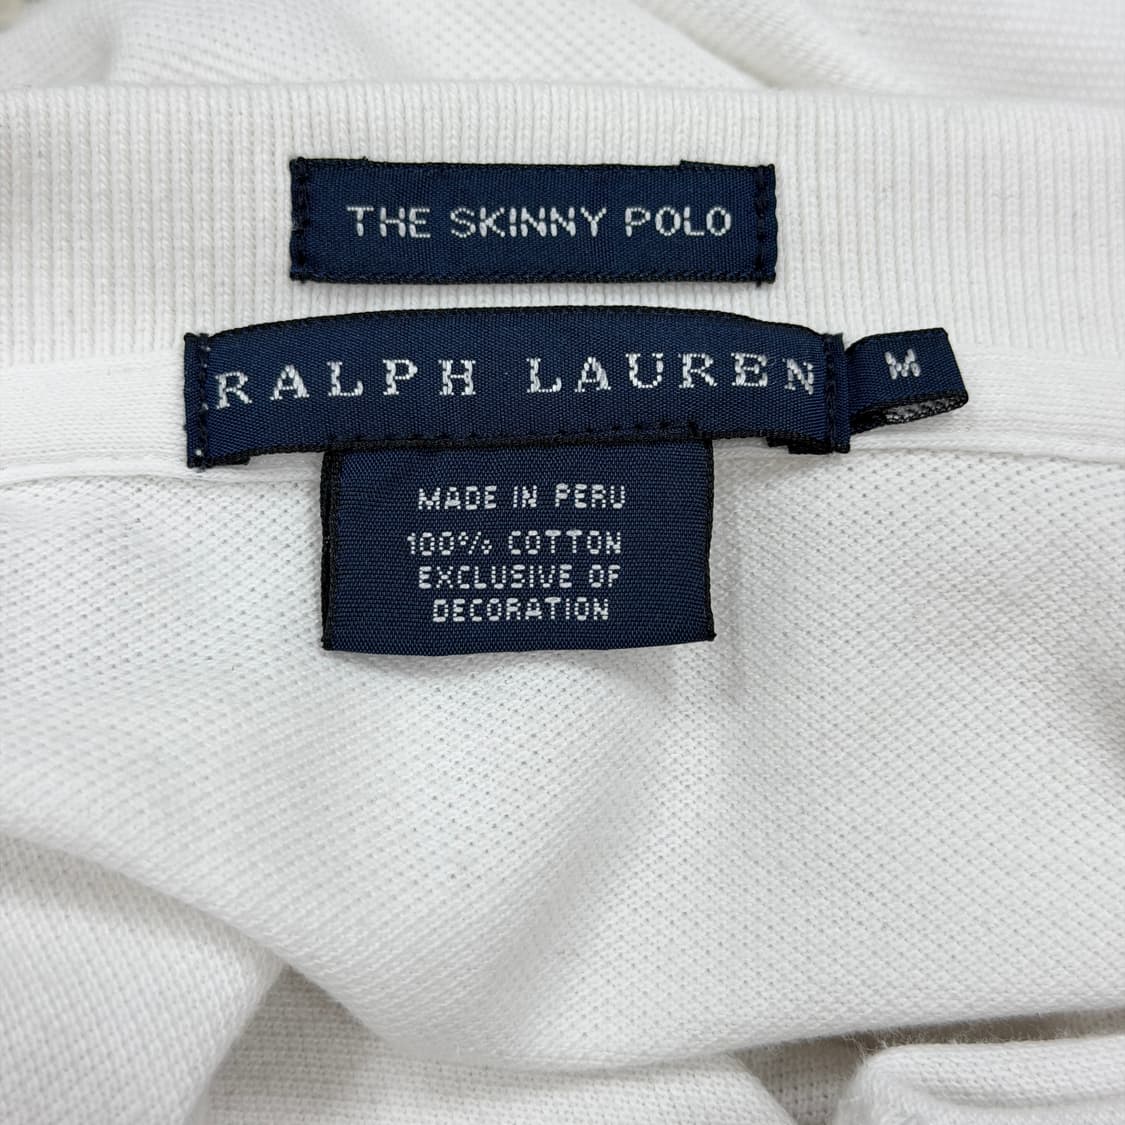 THE SKINNY POLO
RALPH LAUREN
M
MADE IN PERU
100% COTTON
EXCLUSIVE OF
DECORATION